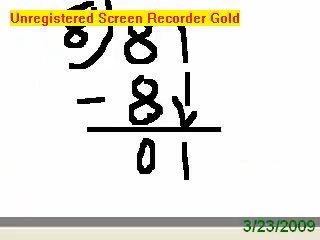 Unregistered Screen Recorder Gold
8)81
- 8
01
3/23/2009